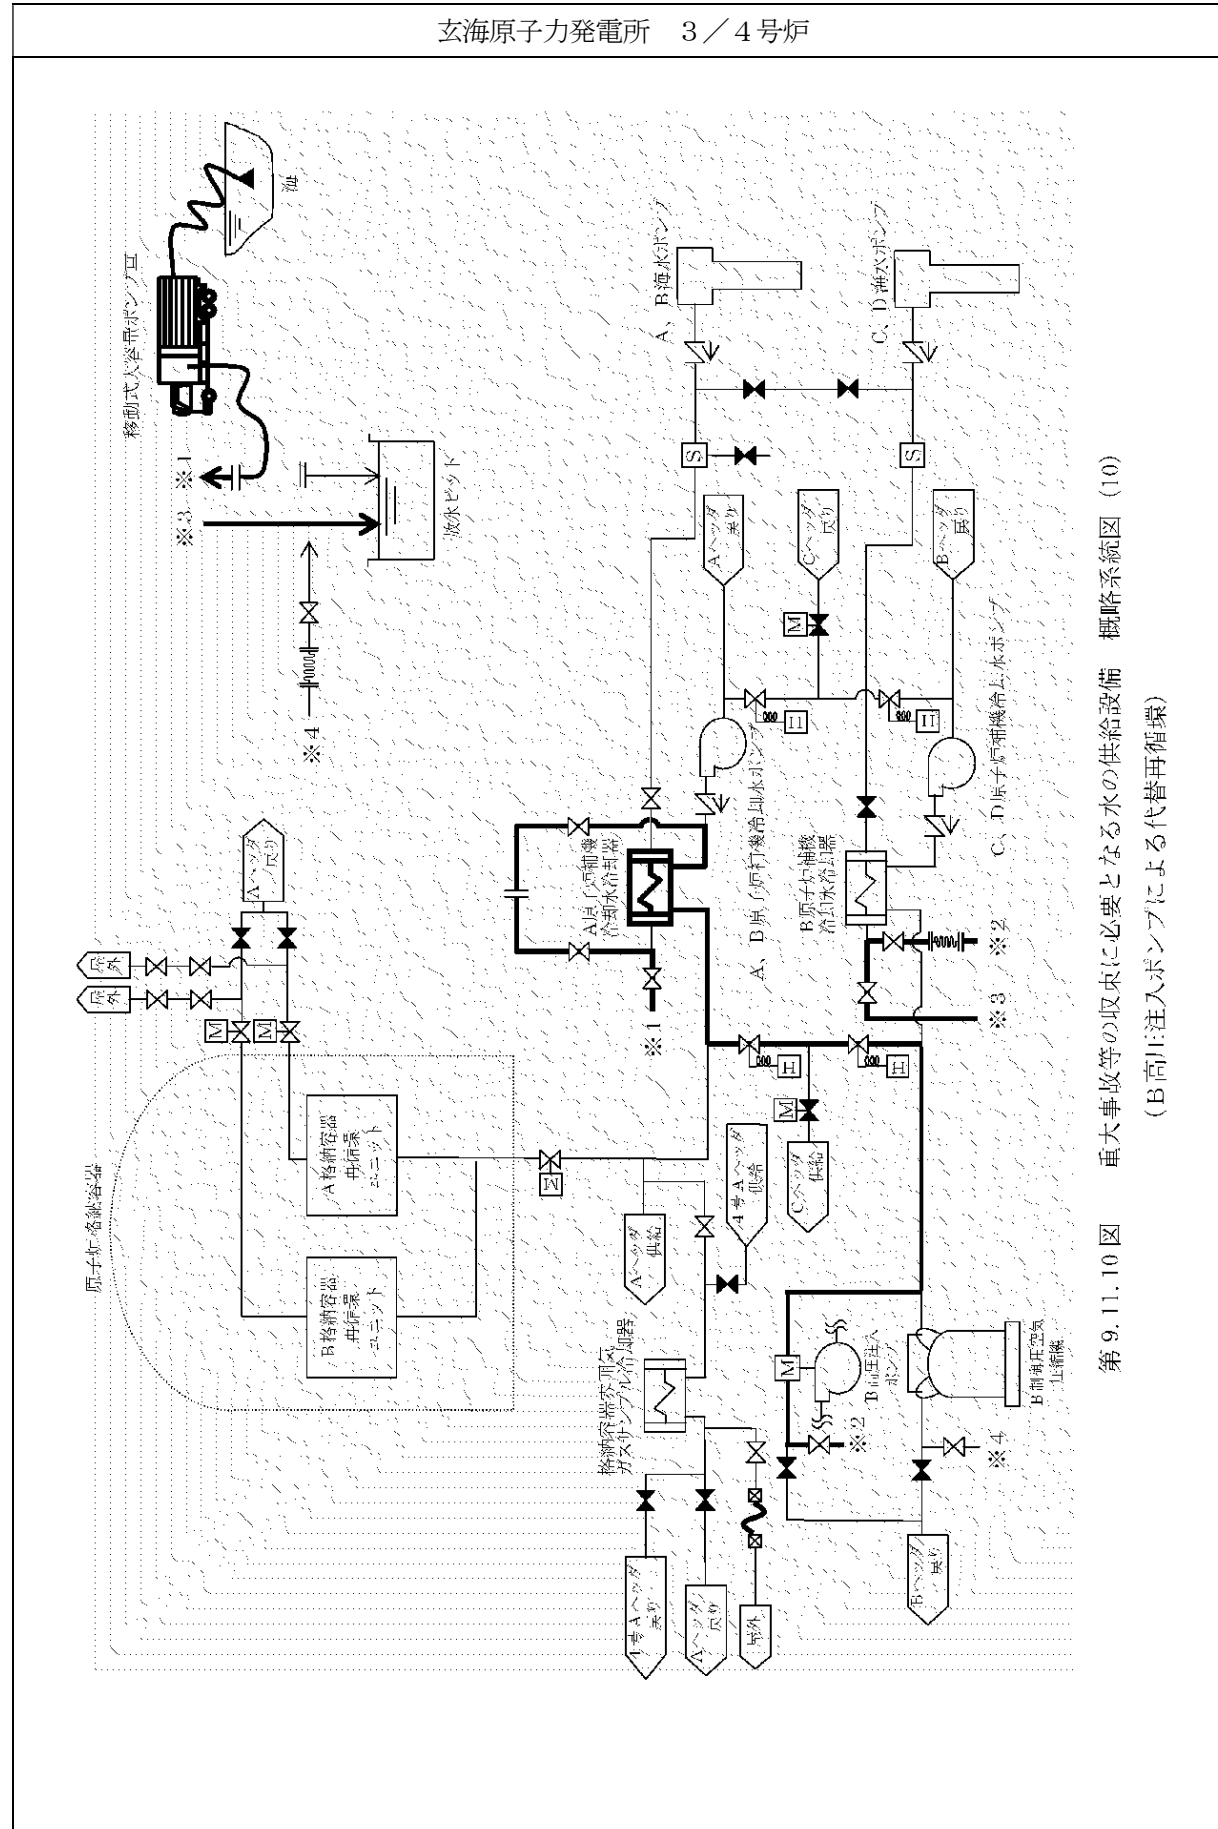 玄海原子力発電所　３／４号炉
移動式大容量ポンプ車
海
※1
※3
放水ピット
※4
A、B海水ポンプ
C、D海水ポンプ
S
S
Aヘッダ
戻り
Cヘッダ
戻り
Bヘッダ
戻り
M
H
H
A、B原子炉補機冷却水ポンプ
C、D原子炉補機冷却水ポンプ
A原子炉補機
冷却水冷却器
B原子炉補機
冷却水冷却器
※1
※2
※3
Aヘッダ
戻り
屋外
屋外
M
M
原子炉格納容器
A格納容器
再循環
ユニット
B格納容器
再循環
ユニット
M
H
H
M
Aヘッダ
供給
4号Aヘッダ
供給
Cヘッダ
供給
格納容器雰囲気
ガスサンプル冷却器
M
B高圧注入
ポンプ
※2
B制御用空気
圧縮機
※4
4号Aヘッダ
戻り
Aヘッダ
戻り
屋外
Bヘッダ
戻り
第 9.11.10 図　重大事故等の収束に必要となる水の供給設備　概略系統図 (10)
（B高圧注入ポンプによる代替再循環）